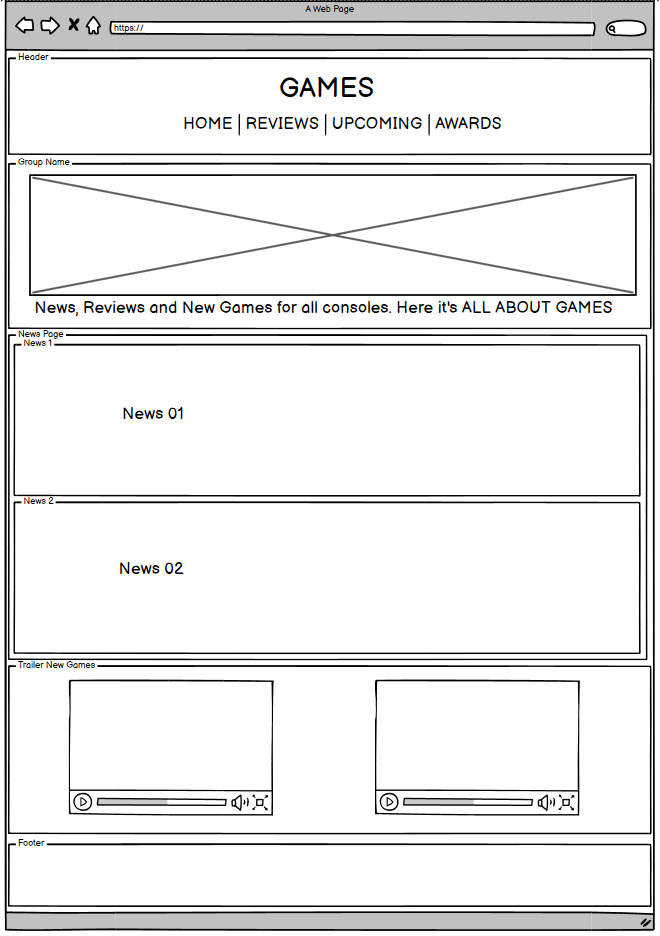 A Web Page
https://
Header
GAMES
HOME | REVIEWS | UPCOMING | AWARDS
Group Name
News, Reviews and New Games for all consoles. Here it's ALL ABOUT GAMES
News Page
News 1
News 01
News 2
News 02
Trailer New Games
Footer